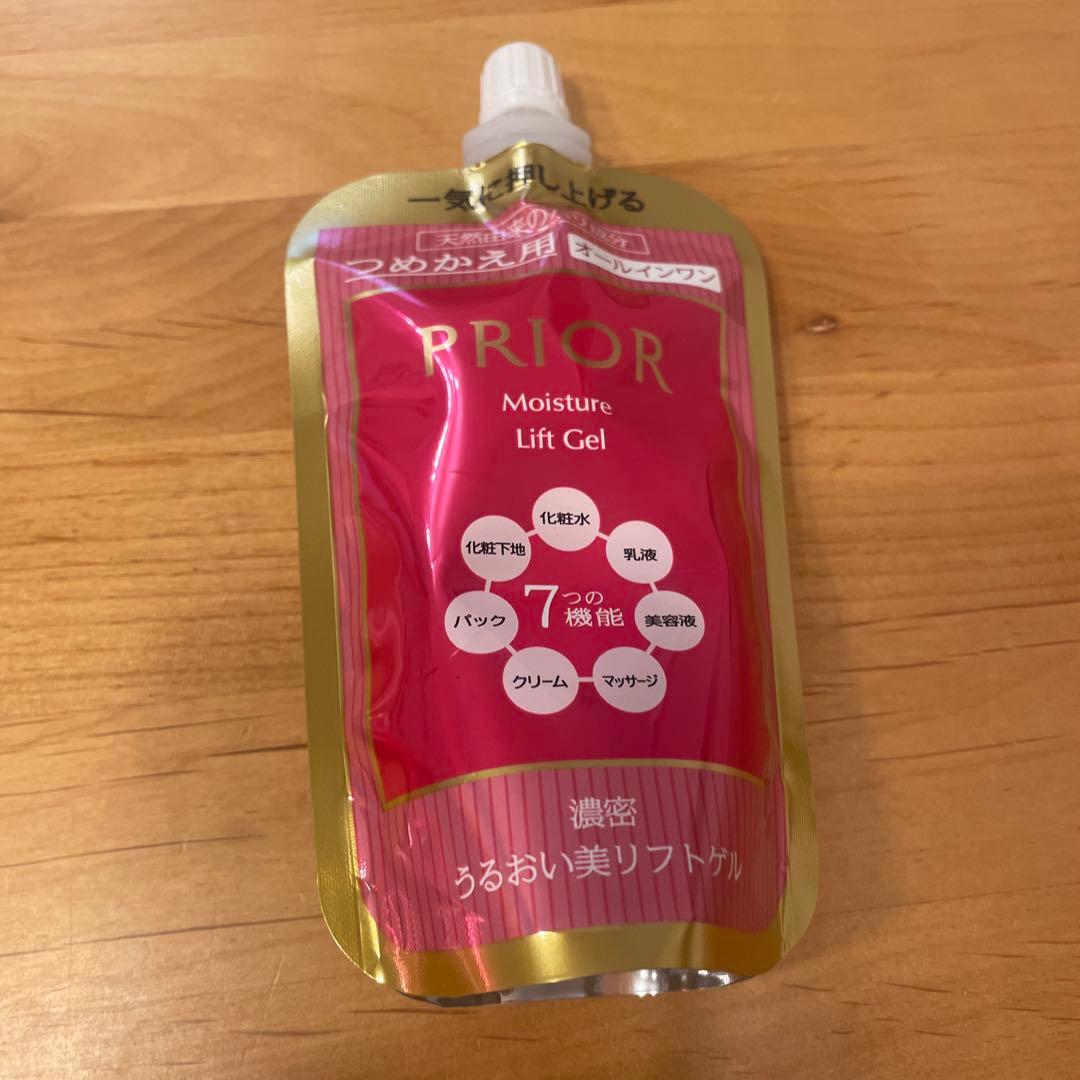 一気に押し上げる
天然由来の
つめかえ用
オールインワン
PRIOR
Moisture
Lift Gel
化粧水
化粧下地
乳液
7つの機能
パック
美容液
クリーム
マッサージ
濃密
うるおい美リフトゲル